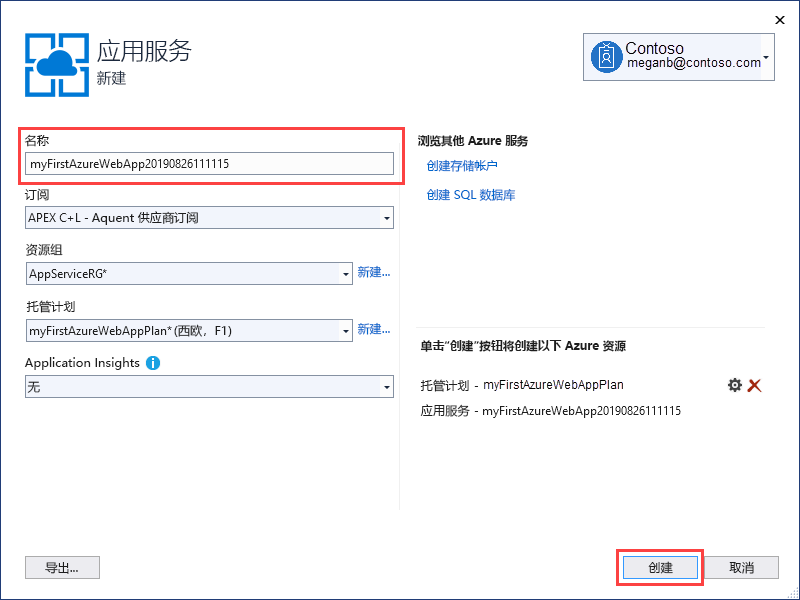 应用服务
新建
Contoso
meganb@contoso.com
名称
myFirstAzureWebApp20190826111115
订阅
APEX C+L - Aquent 供应商订阅
资源组
AppServiceRG*
新建...
托管计划
myFirstAzureWebAppPlan* (西欧，F1)
新建...
Application Insights
无
浏览其他 Azure 服务
创建存储帐户
创建 SQL 数据库
单击“创建”按钮将创建以下 Azure 资源
托管计划 - myFirstAzureWebAppPlan
应用服务 - myFirstAzureWebApp20190826111115
导出...
创建
取消